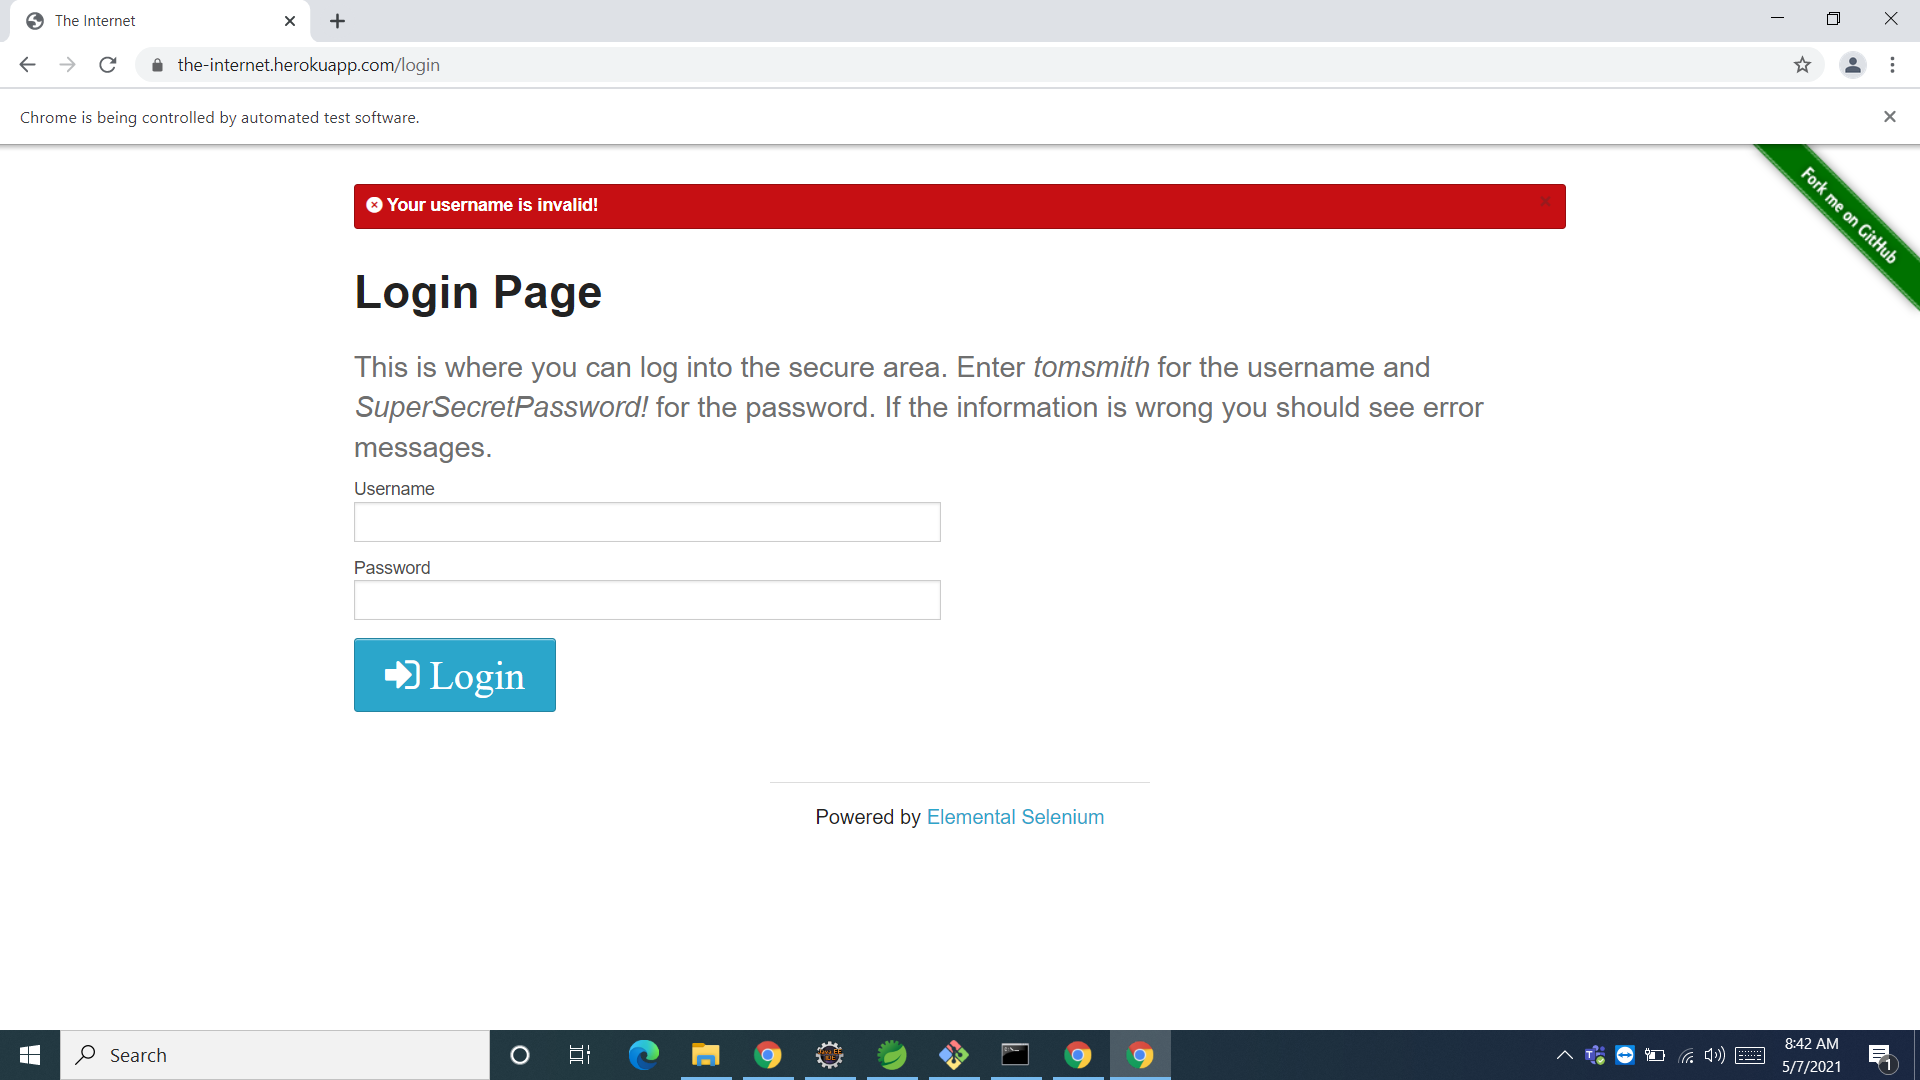 The Internet
the-internet.herokuapp.com/login
Chrome is being controlled by automated test software.
Your username is invalid!
Fork me on GitHub
Login Page
This is where you can log into the secure area. Enter tomsmith for the username and
SuperSecretPassword! for the password. If the information is wrong you should see error
messages.
Username
Password
Login
Powered by Elemental Selenium
Search
8:42 AM
5/7/2021
1